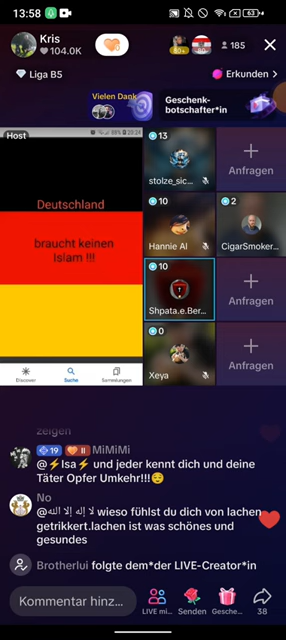 13:58
63
Kris
104.0K
60+
185
Liga B5
Erkunden >
Vielen Dank
Geschenk-
botschafter*in
Host
Deutschland
braucht keinen
Islam !!!
Discover
Suche
Sammlungen
13
stolze_sic...
Anfragen
10
Hannie Al
2
CigarSmoker...
10
Shpata.e.Ber...
Anfragen
0
Xeya
Anfragen
zeigen
19 II MiMiMi
@⚡Isa⚡ und jeder kennt dich und deine
Täter Opfer Umkehr!!!😌
No
@لا إله إلا الله wieso fühlst du dich von lachen
getrikkert.lachen ist was schönes und
gesundes
Brotherlui folgte dem*der LIVE-Creator*in
Kommentar hinz...
LIVE mi...
Senden
Gesche...
38